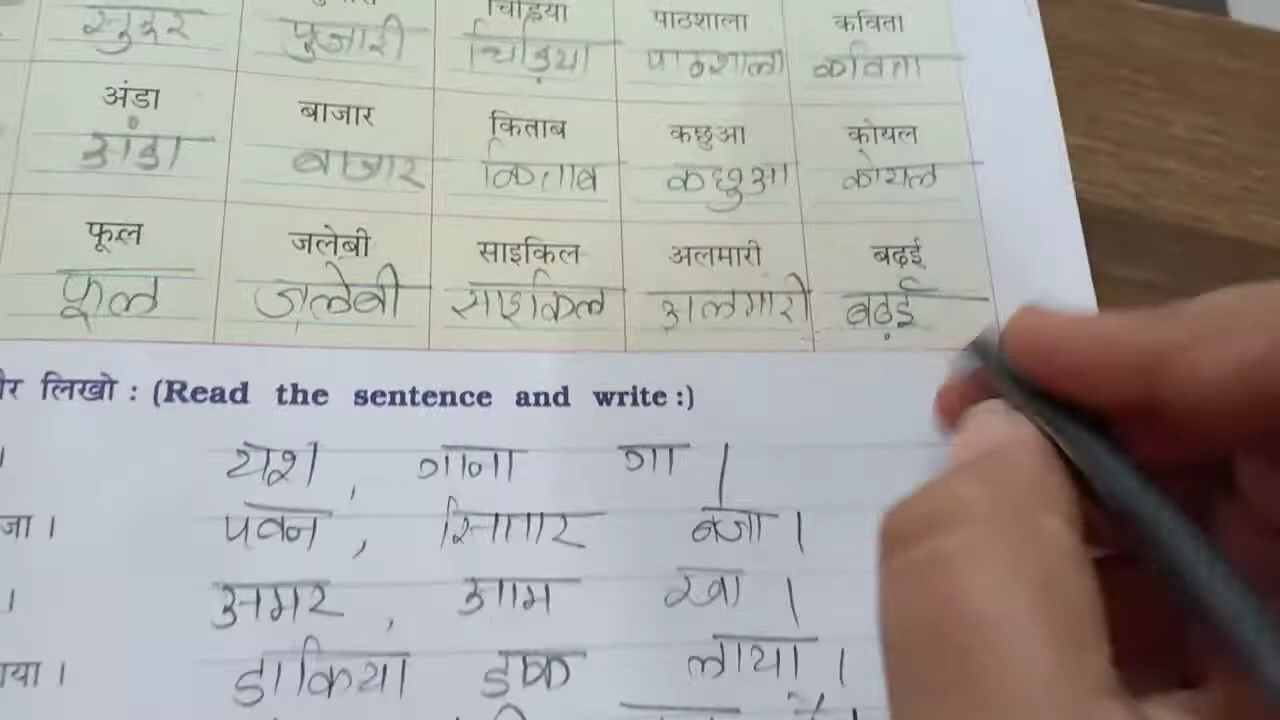 चिड़िया पाठशाला कविता
सुंदर पुजारी चिड़िया पाठशाला कविता
अंडा बाजार किताब कछुआ कोयल
अंडा बाजार किताब कछुआ कोयल
फूल जलेबी साइकिल अलमारी बढ़ई
फूल जलेबी साइकिल अलमारी बढ़ई
लिखो : (Read the sentence and write :)
। यश, गाना गा।
जा। पवन, सितार बजा।
। अमर, आम खा।
या। डाकिया डाक लाया।